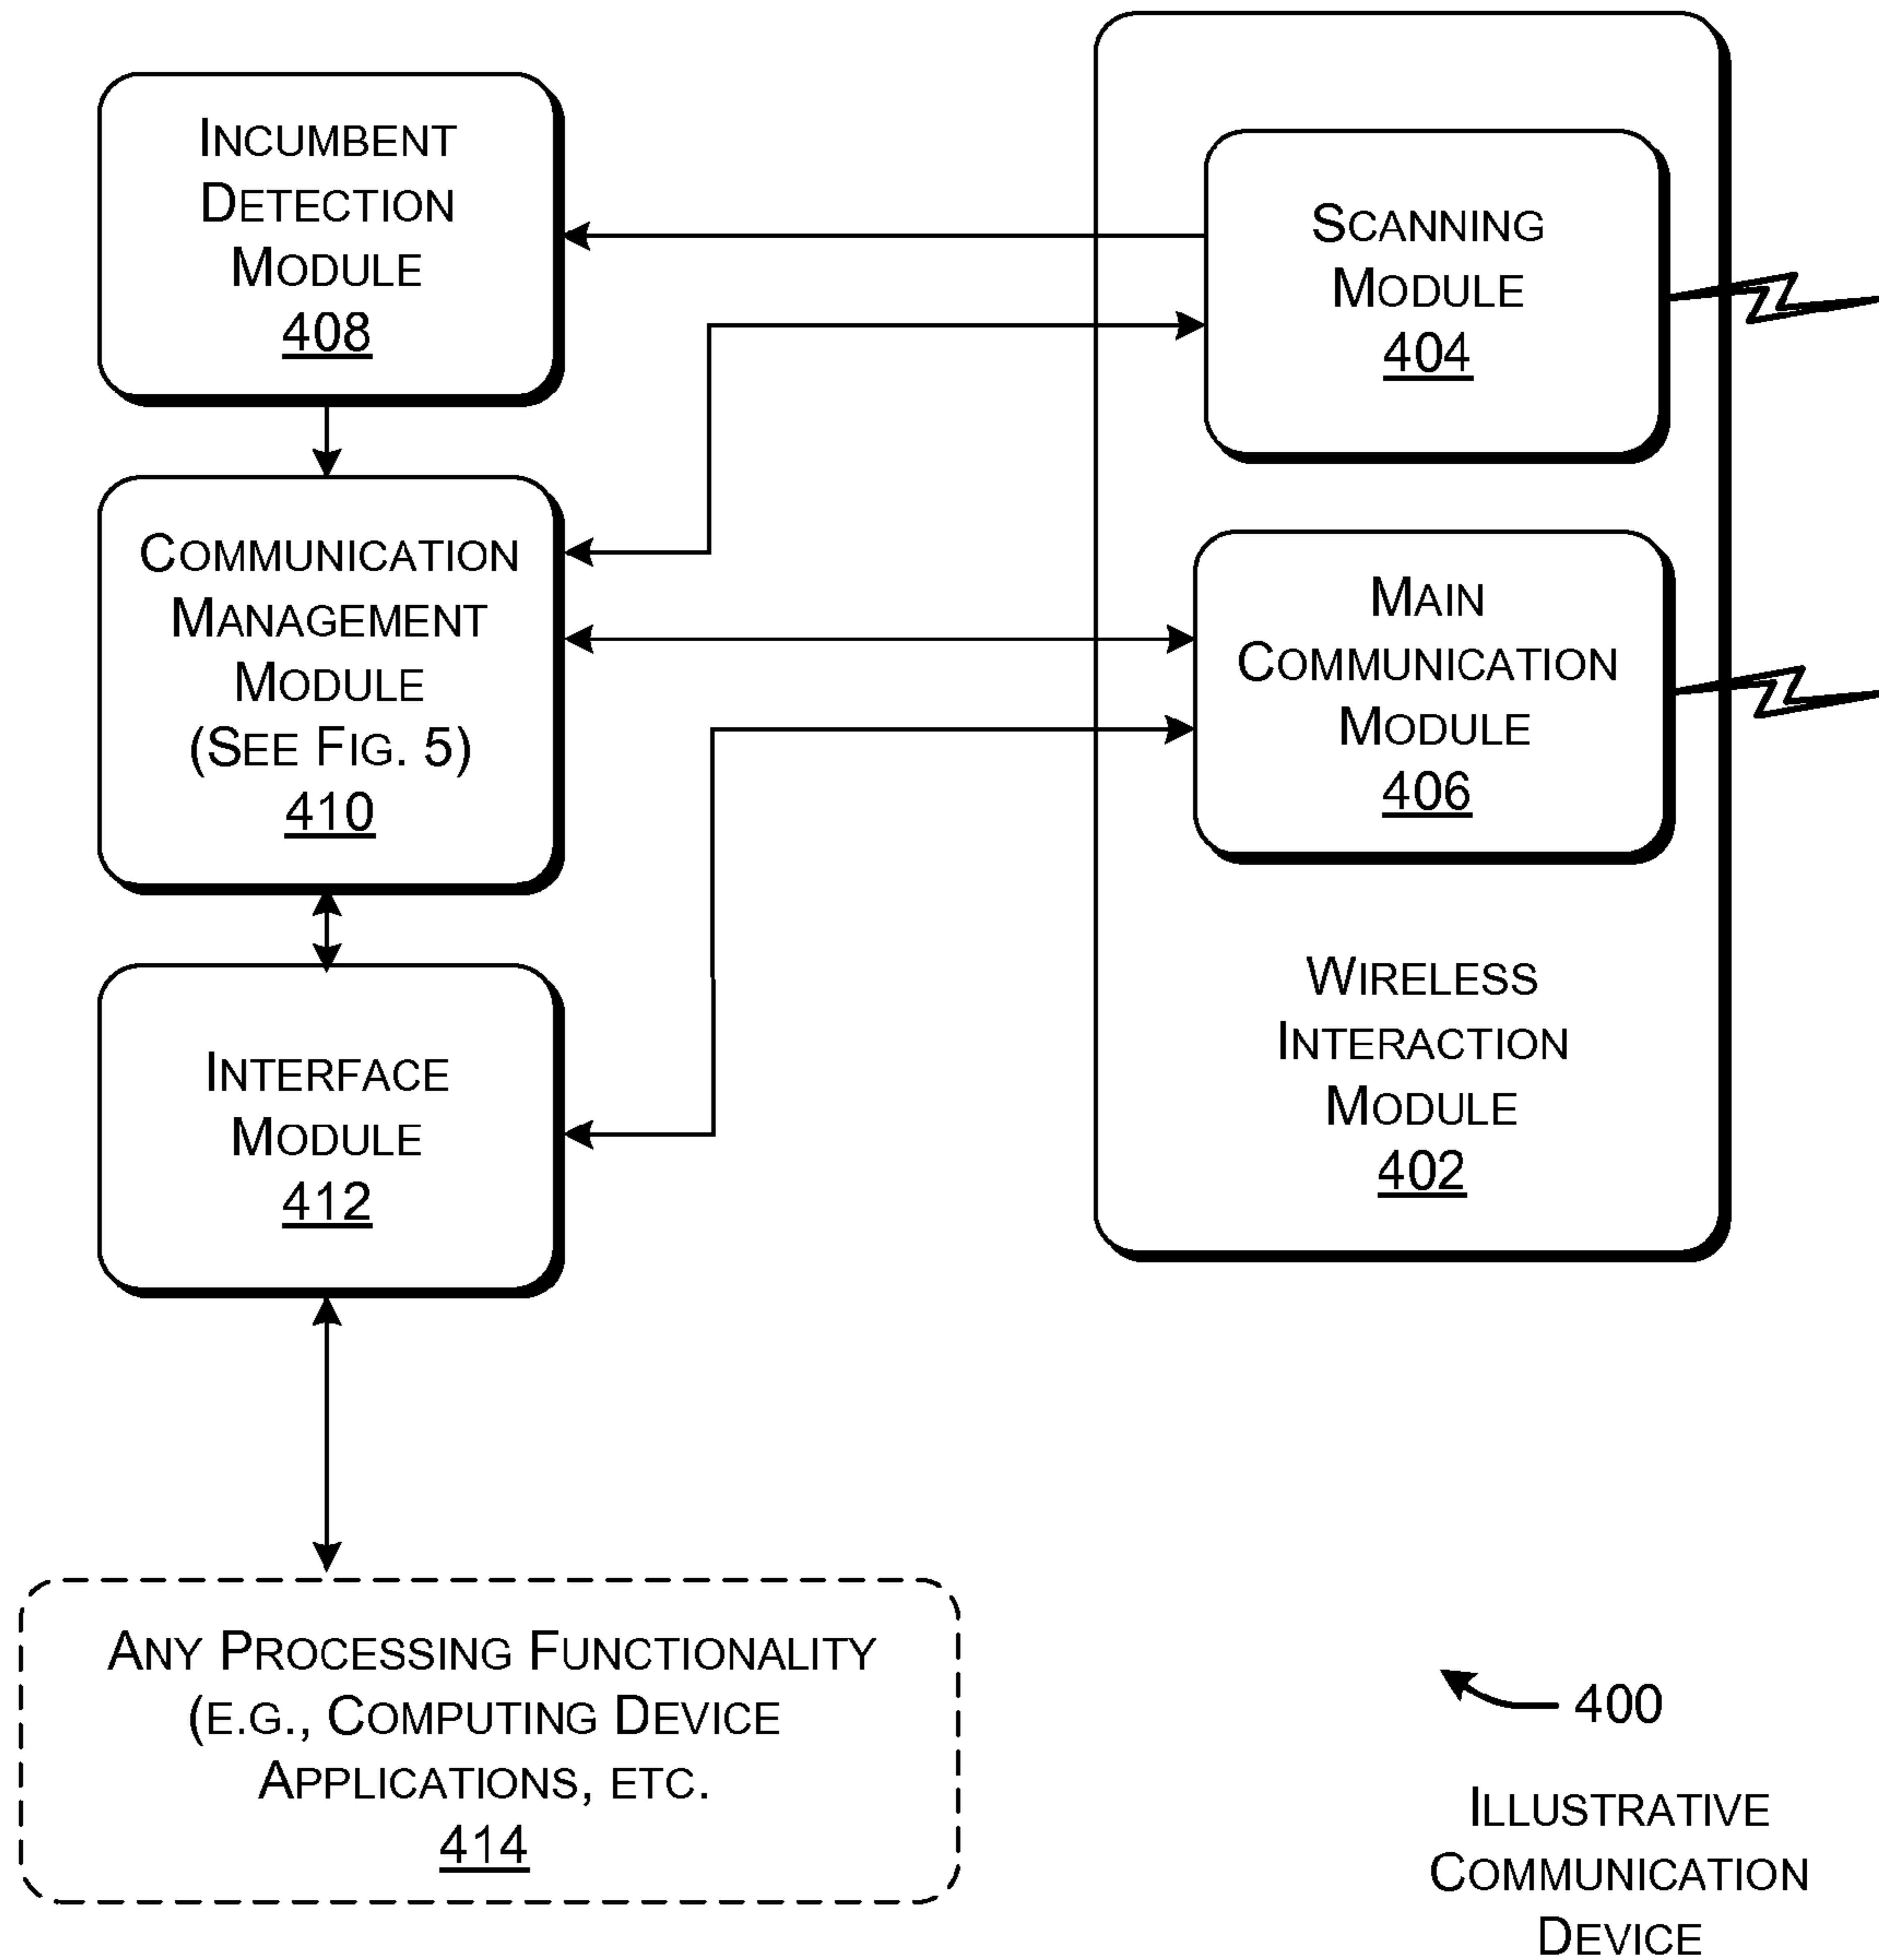 INCUMBENT
DETECTION
MODULE
408
SCANNING
MODULE
404
COMMUNICATION
MANAGEMENT
MODULE
(SEE FIG. 5)
410
MAIN
COMMUNICATION
MODULE
406
WIRELESS
INTERACTION
MODULE
402
INTERFACE
MODULE
412
ANY PROCESSING FUNCTIONALITY
(E.G., COMPUTING DEVICE
APPLICATIONS, ETC.
414
400
ILLUSTRATIVE
COMMUNICATION
DEVICE